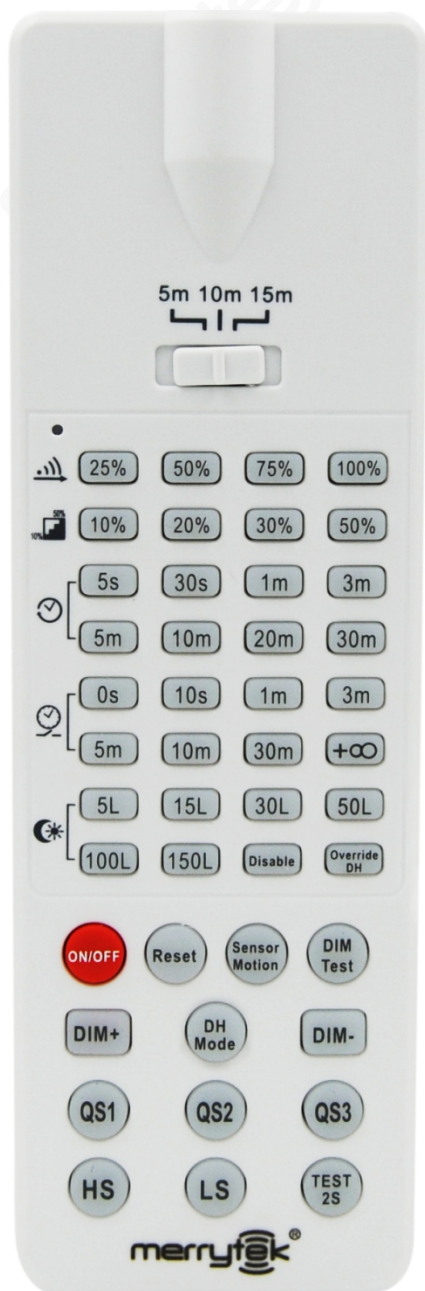 5m 10m 15m
25% 50% 75% 100%
50%
10%
10% 20% 30% 50%
5s 30s 1m 3m
5m 10m 20m 30m
0s 10s 1m 3m
5m 10m 30m +∞
5L 15L 30L 50L
100L 150L Disable Override DH
ON/OFF Reset Sensor Motion DIM Test
DIM+ DH Mode DIM-
QS1 QS2 QS3
HS LS TEST 2S
merrytek®